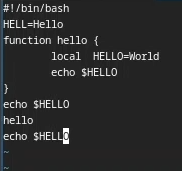 #!/bin/bash
HELL=Hello
function hello {
        local  HELLO=World
        echo $HELLO
}
echo $HELLO
hello
echo $HELLO
~
~